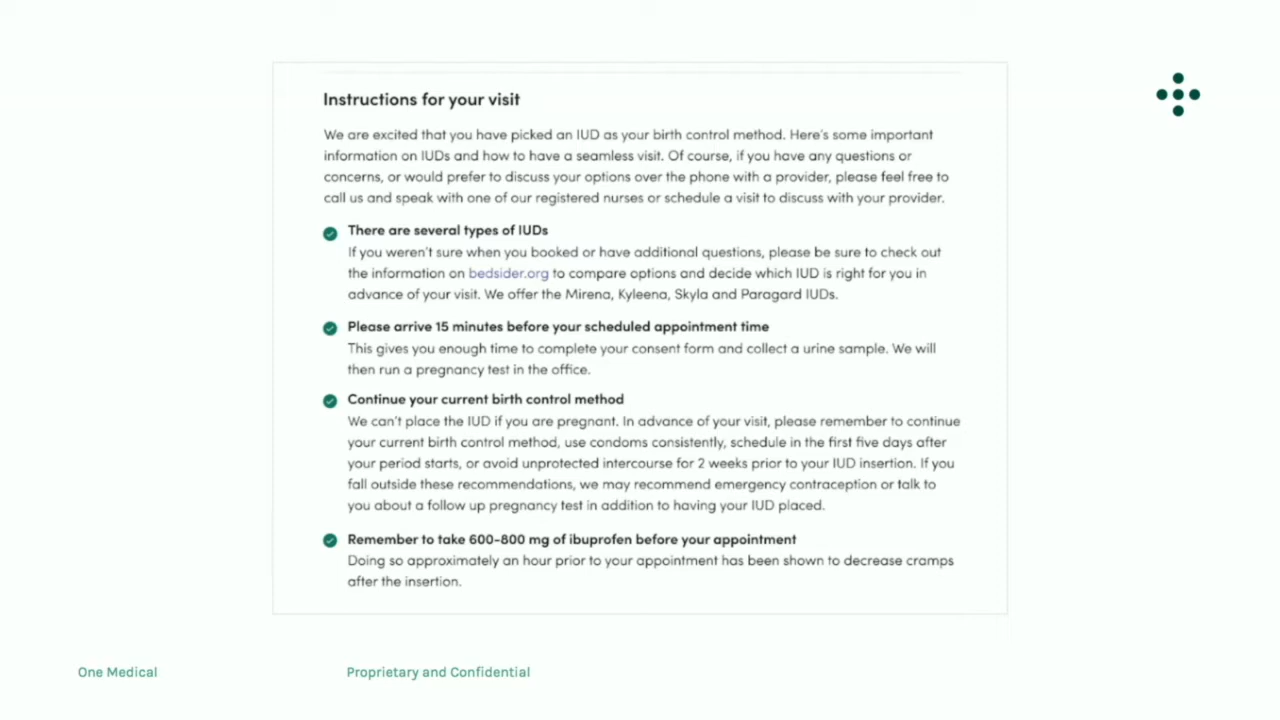 Instructions for your visit
We are excited that you have picked an IUD as your birth control method. Here's some important
information on IUDs and how to have a seamless visit. Of course, if you have any questions or
concerns, or would prefer to discuss your options over the phone with a provider, please feel free to
call us and speak with one of our registered nurses or schedule a visit to discuss with your provider.
There are several types of IUDs
If you weren't sure when you booked or have additional questions, please be sure to check out
the information on bedsider.org to compare options and decide which IUD is right for you in
advance of your visit. We offer the Mirena, Kyleena, Skyla and Paragard IUDs.
Please arrive 15 minutes before your scheduled appointment time
This gives you enough time to complete your consent form and collect a urine sample. We will
then run a pregnancy test in the office.
Continue your current birth control method
We can't place the IUD if you are pregnant. In advance of your visit, please remember to continue
your current birth control method, use condoms consistently, schedule in the first five days after
your period starts, or avoid unprotected intercourse for 2 weeks prior to your IUD insertion. If you
fall outside these recommendations, we may recommend emergency contraception or talk to
you about a follow up pregnancy test in addition to having your IUD placed.
Remember to take 600-800 mg of ibuprofen before your appointment
Doing so approximately an hour prior to your appointment has been shown to decrease cramps
after the insertion.
One Medical
Proprietary and Confidential